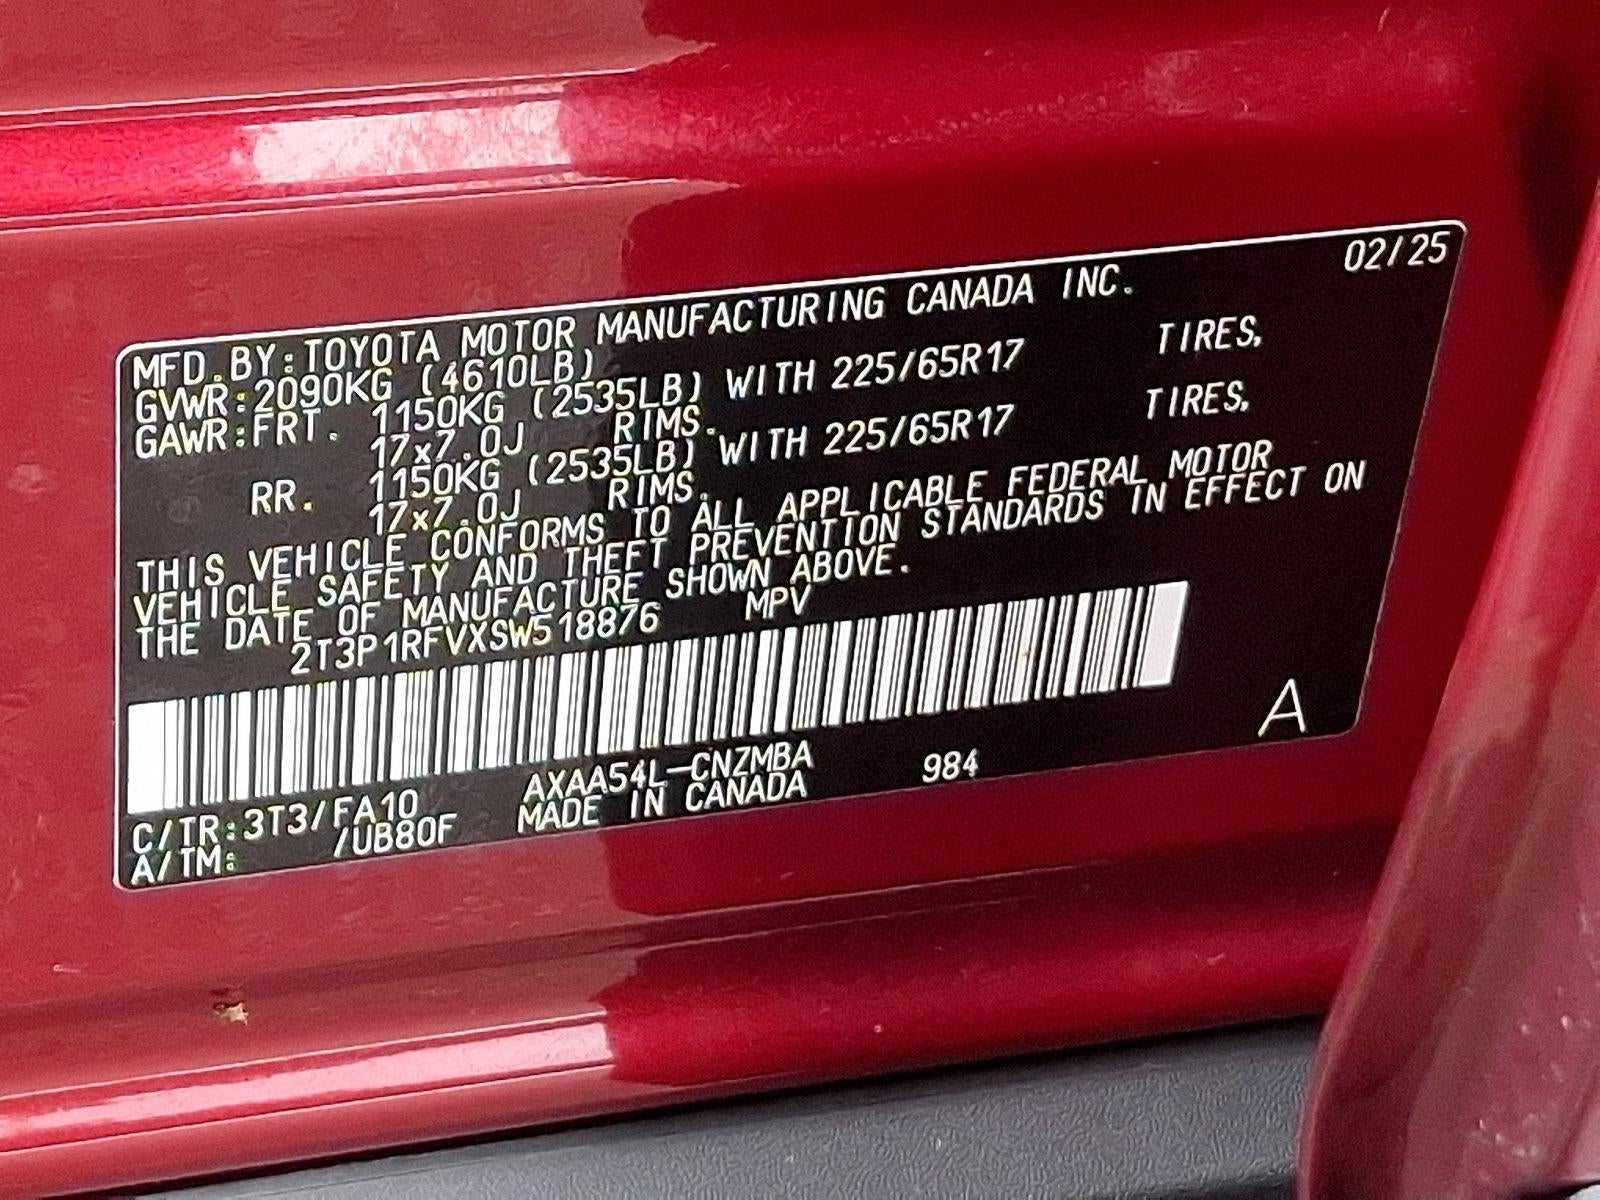 02/25
MFD.BY:TOYOTA MOTOR MANUFACTURING CANADA INC.
GVWR:2090KG (4610LB)
GAWR:FRT. 1150KG (2535LB) WITH 225/65R17 TIRES,
17x7.0J RIMS.
RR. 1150KG (2535LB) WITH 225/65R17 TIRES,
17x7.0J RIMS.
THIS VEHICLE CONFORMS TO ALL APPLICABLE FEDERAL MOTOR
VEHICLE SAFETY AND THEFT PREVENTION STANDARDS IN EFFECT ON
THE DATE OF MANUFACTURE SHOWN ABOVE.
2T3P1RFVXSW518876 MPV
A
AXAA54L-CNZMBA 984
C/TR:3T3/FA10 MADE IN CANADA
A/TM: /UB80F